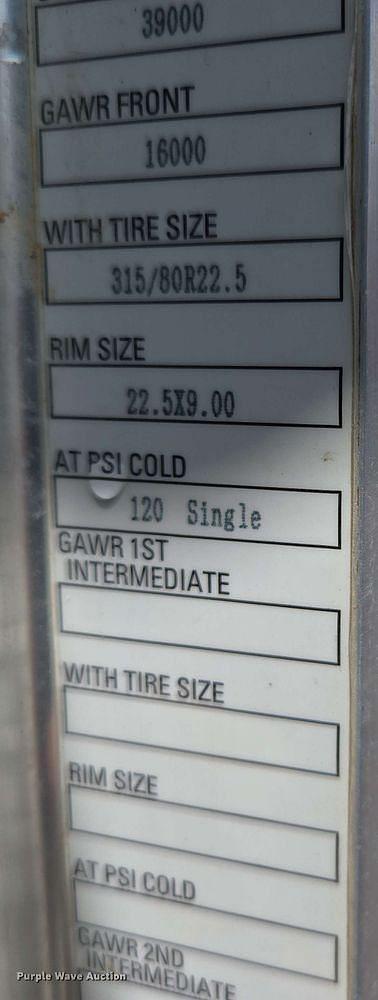 39000
GAWR FRONT
16000
WITH TIRE SIZE
315/80R22.5
RIM SIZE
22.5X9.00
AT PSI COLD
120 Single
GAWR 1ST
INTERMEDIATE
WITH TIRE SIZE
RIM SIZE
AT PSI COLD
GAWR 2ND
INTERMEDIATE
Purple Wave Auction